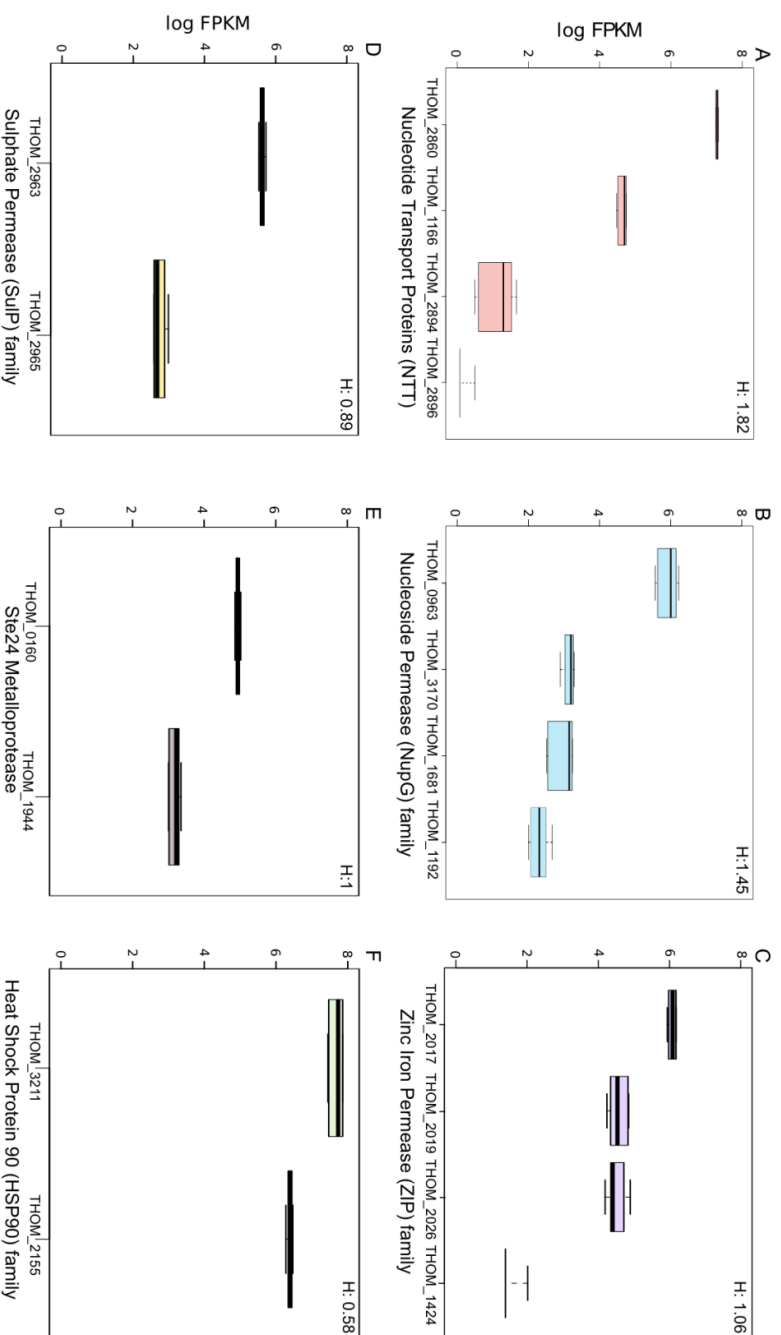 A
H: 1.82
log FPKM
0 2 4 6 8
THOM_2860 THOM_1166 THOM_2894 THOM_2896
Nucleotide Transport Proteins (NTT)
B
H:1.45
0 2 4 6 8
THOM_0963 THOM_3170 THOM_1681 THOM_1192
Nucleoside Permease (NupG) family
C
H: 1.06
0 2 4 6 8
THOM_2017 THOM_2019 THOM_2026 THOM_1424
Zinc Iron Permease (ZIP) family
D
H: 0.89
log FPKM
0 2 4 6 8
THOM_2963 THOM_2965
Sulphate Permease (SulP) family
E
H:1
0 2 4 6 8
THOM_0160 THOM_1944
Ste24 Metalloprotease
F
H: 0.58
0 2 4 6 8
THOM_3211 THOM_2155
Heat Shock Protein 90 (HSP90) family